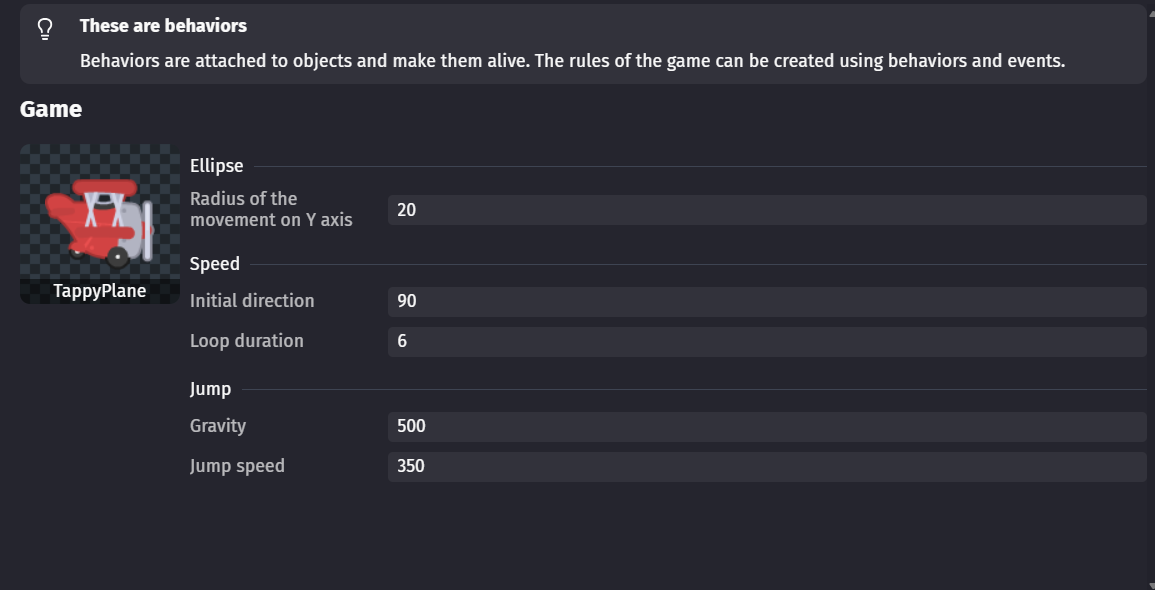 These are behaviors
Behaviors are attached to objects and make them alive. The rules of the game can be created using behaviors and events.
Game
TappyPlane
Ellipse
Radius of the
movement on Y axis
20
Speed
Initial direction
90
Loop duration
6
Jump
Gravity
500
Jump speed
350